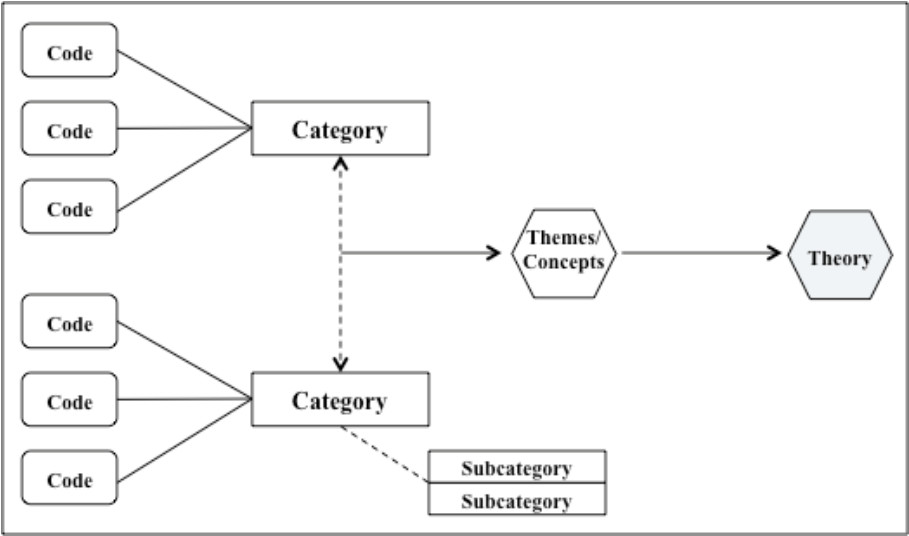 Code
Code
Code
Category
Themes/
Concepts
Theory
Code
Code
Code
Category
Subcategory
Subcategory